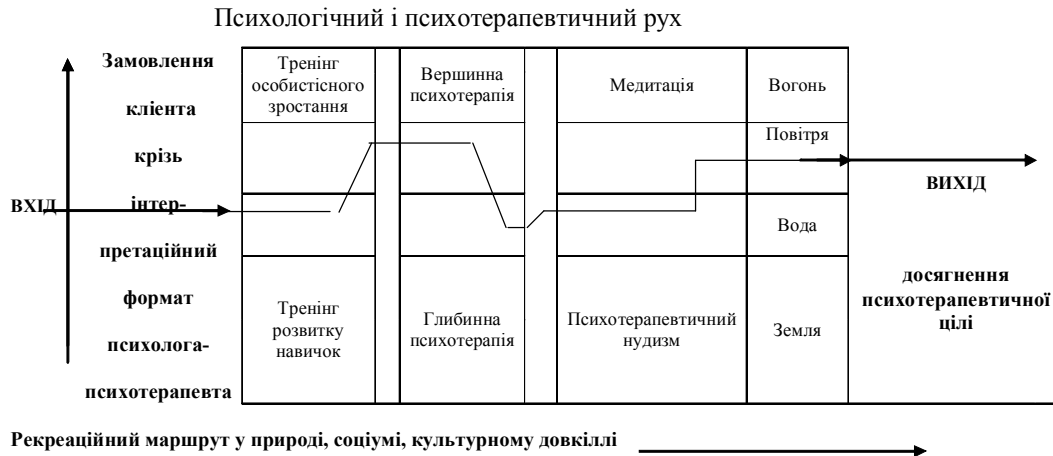 Психологічний і психотерапевтичний рух
Замовлення
кліента
крізь
інтер-
претаційний
формат
психолога-
психотерапевта
ВХІД
Тренінг
особистісного
зростання
Вершинна
психотерапія
Медитація
Вогонь
Повітря
Вода
Тренінг
розвитку
навичок
Глибинна
психотерапія
Психотерапевтичний
нудизм
Земля
ВИХІД
досягнення
психотерапевтичної
цілі
Рекреаційний маршрут у природі, соціумі, культурному довкіллі